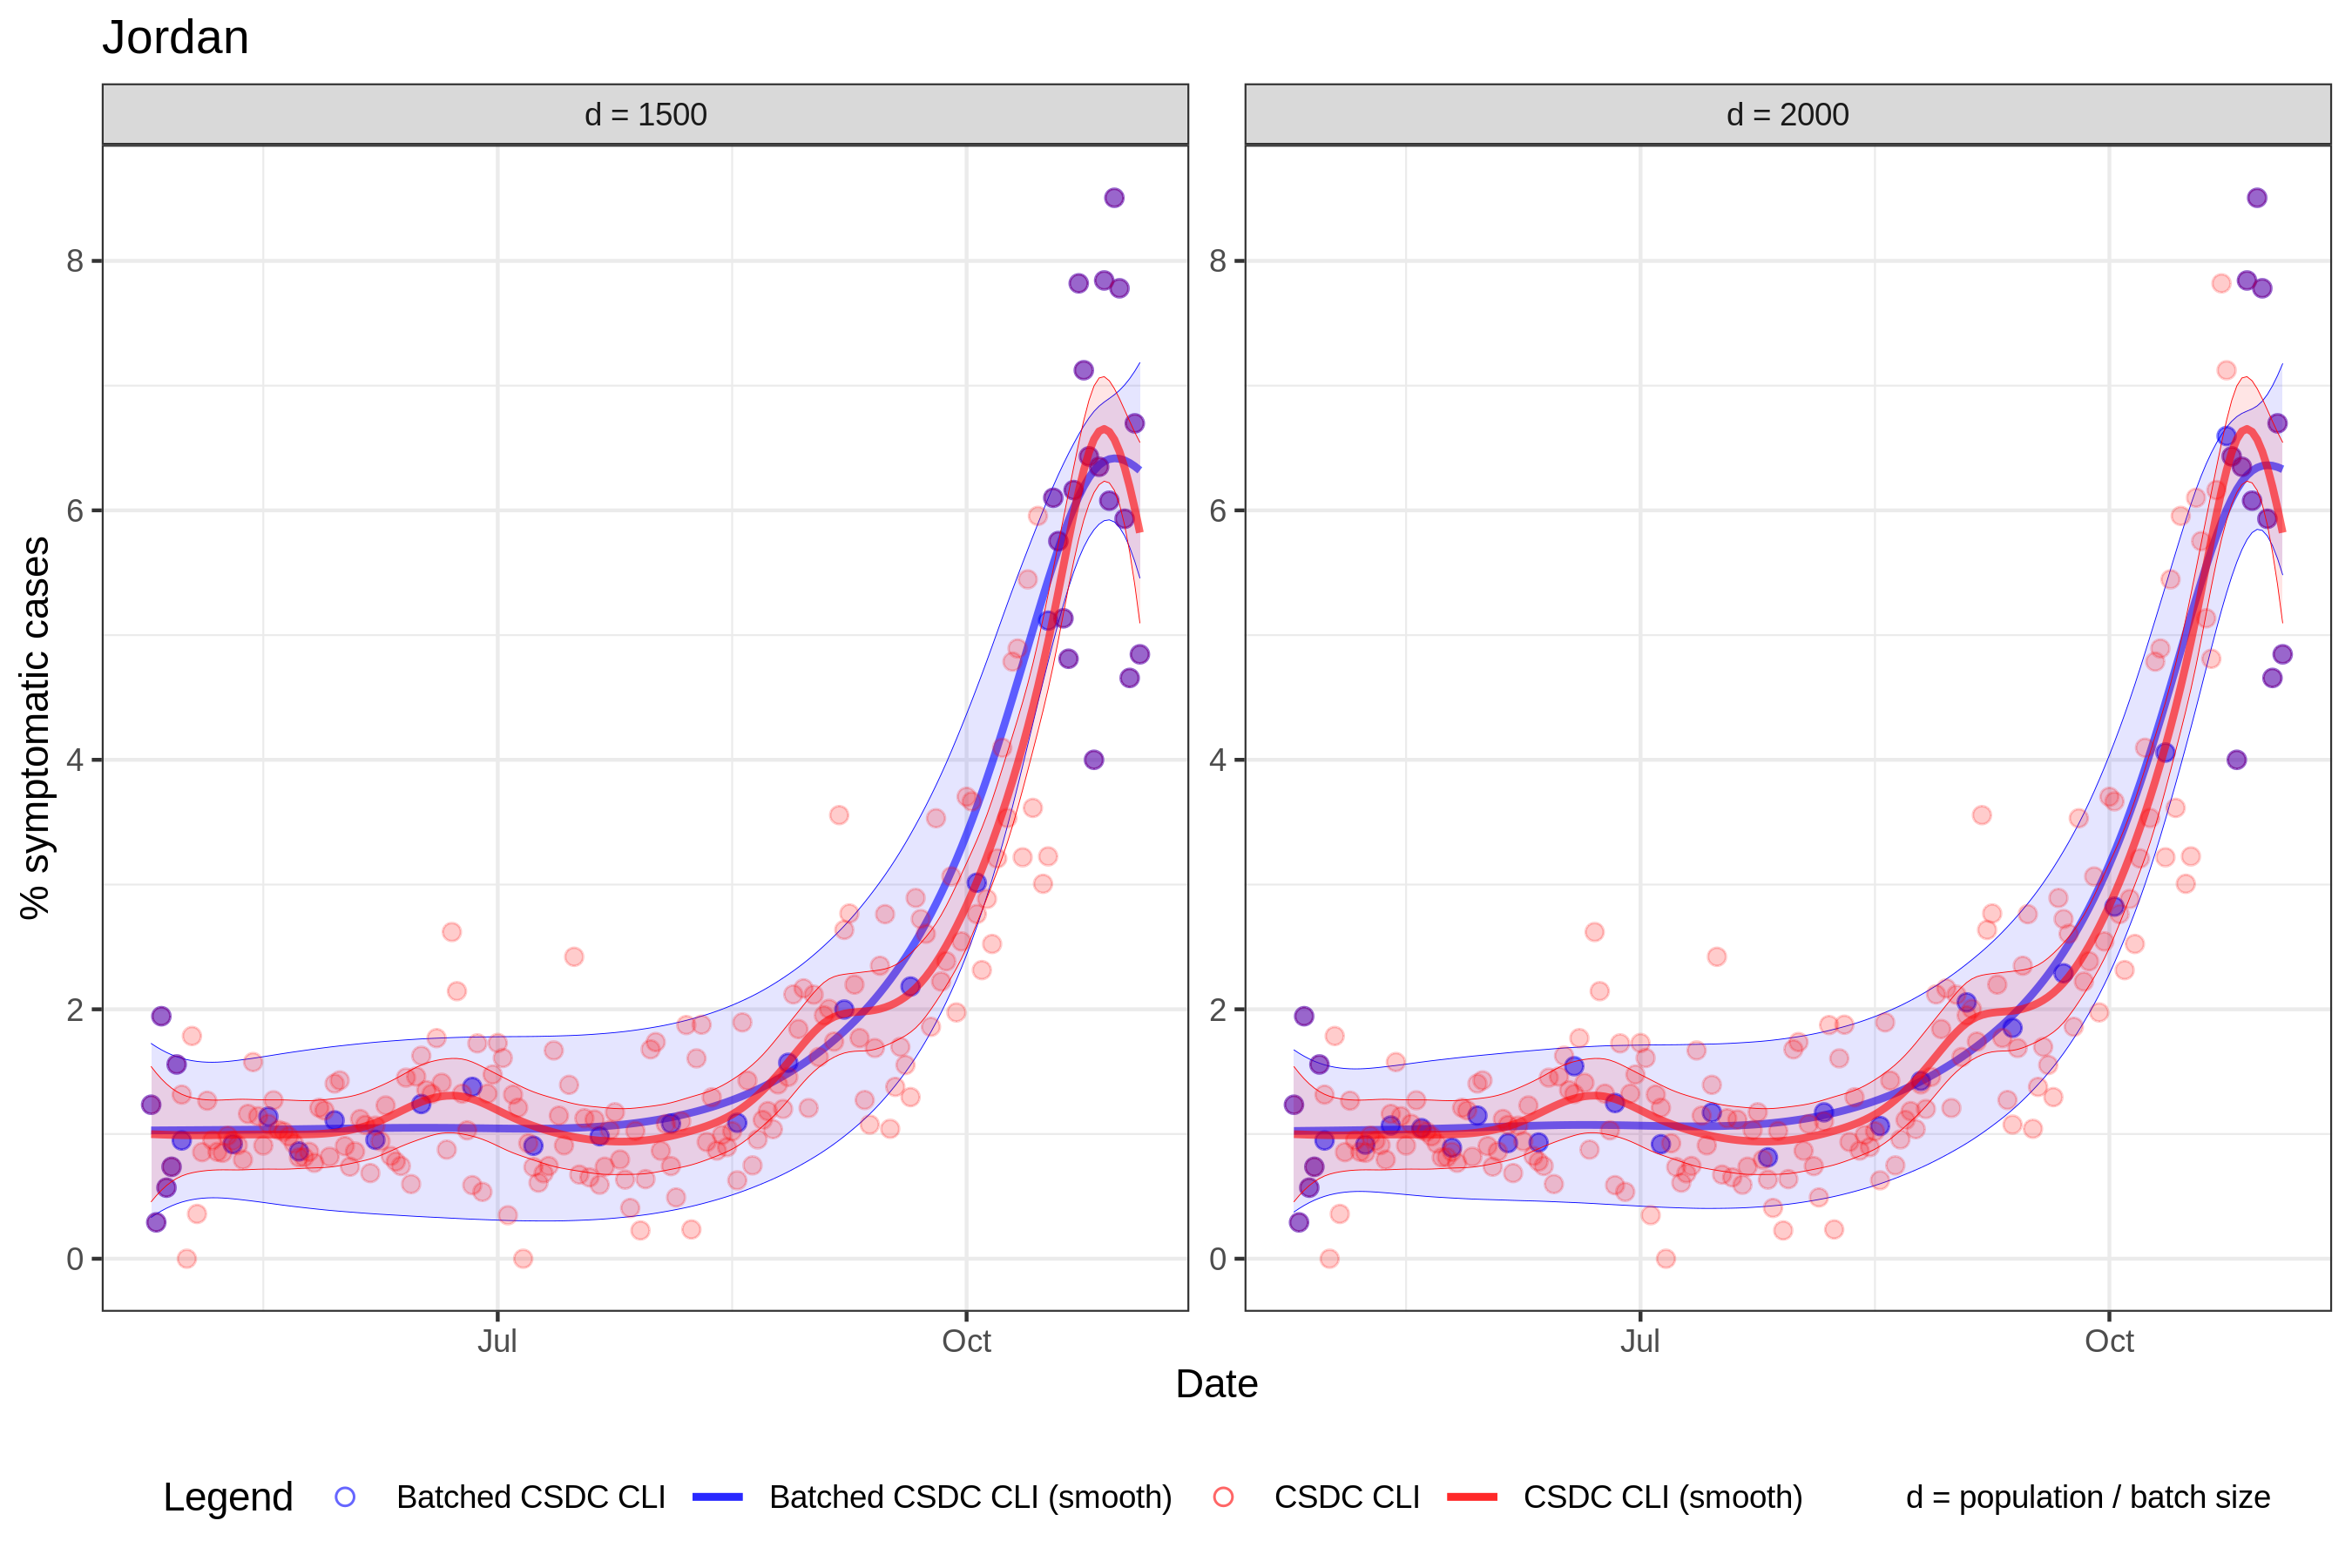 Jordan
d = 1500
d = 2000
% symptomatic cases
8
6
4
2
0
8
6
4
2
0
Jul
Oct
Jul
Oct
Date
Legend
Batched CSDC CLI
Batched CSDC CLI (smooth)
CSDC CLI
CSDC CLI (smooth)
d = population / batch size